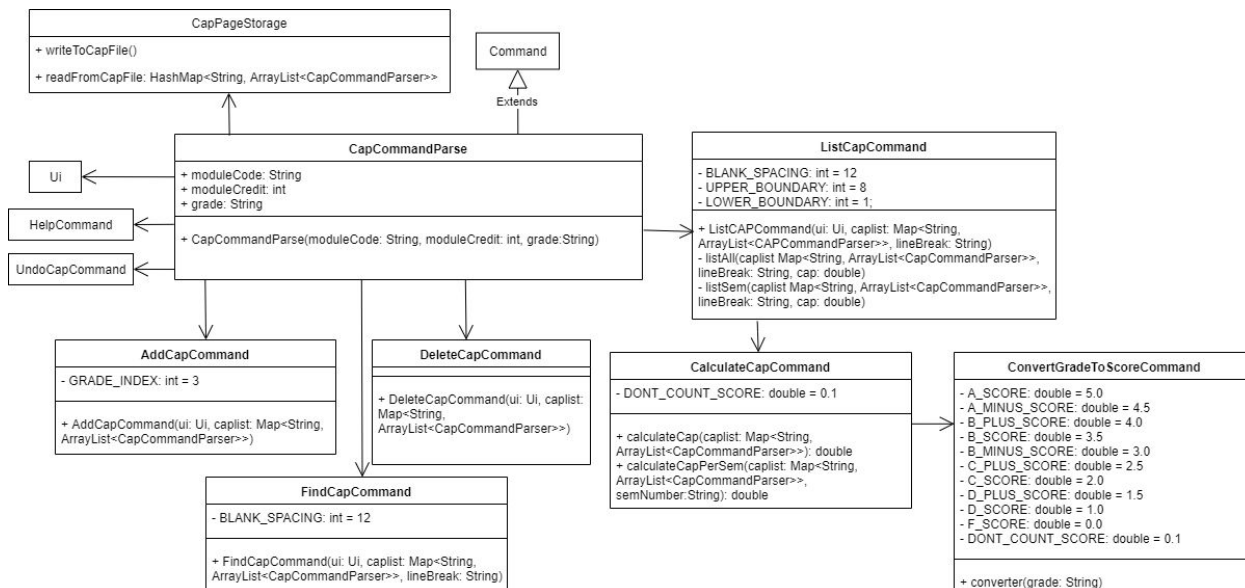 CapPageStorage
+ writeToCapFile()
+ readFromCapFile: HashMap<String, ArrayList<CapCommandParser>>
Command
Extends
CapCommandParse
+ moduleCode: String
+ moduleCredit: int
+ grade: String
+ CapCommandParse(moduleCode: String, moduleCredit: int, grade:String)
Ui
HelpCommand
UndoCapCommand
ListCapCommand
- BLANK_SPACING: int = 12
- UPPER_BOUNDARY: int = 8
- LOWER_BOUNDARY: int = 1;
+ ListCAPCommand(ui: Ui, caplist: Map<String,
ArrayList<CAPCommandParser>>, lineBreak: String)
- listAll(caplist Map<String, ArrayList<CapCommandParser>>,
lineBreak: String, cap: double)
- listSem(caplist Map<String, ArrayList<CapCommandParser>>,
lineBreak: String, cap: double)
AddCapCommand
- GRADE_INDEX: int = 3
+ AddCapCommand(ui: Ui, caplist: Map<String,
ArrayList<CapCommandParser>>)
DeleteCapCommand
+ DeleteCapCommand(ui: Ui, caplist:
Map<String,
ArrayList<CapCommandParser>>)
FindCapCommand
- BLANK_SPACING: int = 12
+ FindCapCommand(ui: Ui, caplist: Map<String,
ArrayList<CapCommandParser>>, lineBreak: String)
CalculateCapCommand
- DONT_COUNT_SCORE: double = 0.1
+ calculateCap(caplist: Map<String,
ArrayList<CapCommandParser>>): double
+ calculateCapPerSem(caplist: Map<String,
ArrayList<CapCommandParser>>,
semNumber:String): double
ConvertGradeToScoreCommand
- A_SCORE: double = 5.0
- A_MINUS_SCORE: double = 4.5
- B_PLUS_SCORE: double = 4.0
- B_SCORE: double = 3.5
- B_MINUS_SCORE: double = 3.0
- C_PLUS_SCORE: double = 2.5
- C_SCORE: double = 2.0
- D_PLUS_SCORE: double = 1.5
- D_SCORE: double = 1.0
- F_SCORE: double = 0.0
- DONT_COUNT_SCORE: double = 0.1
+ converter(grade: String)